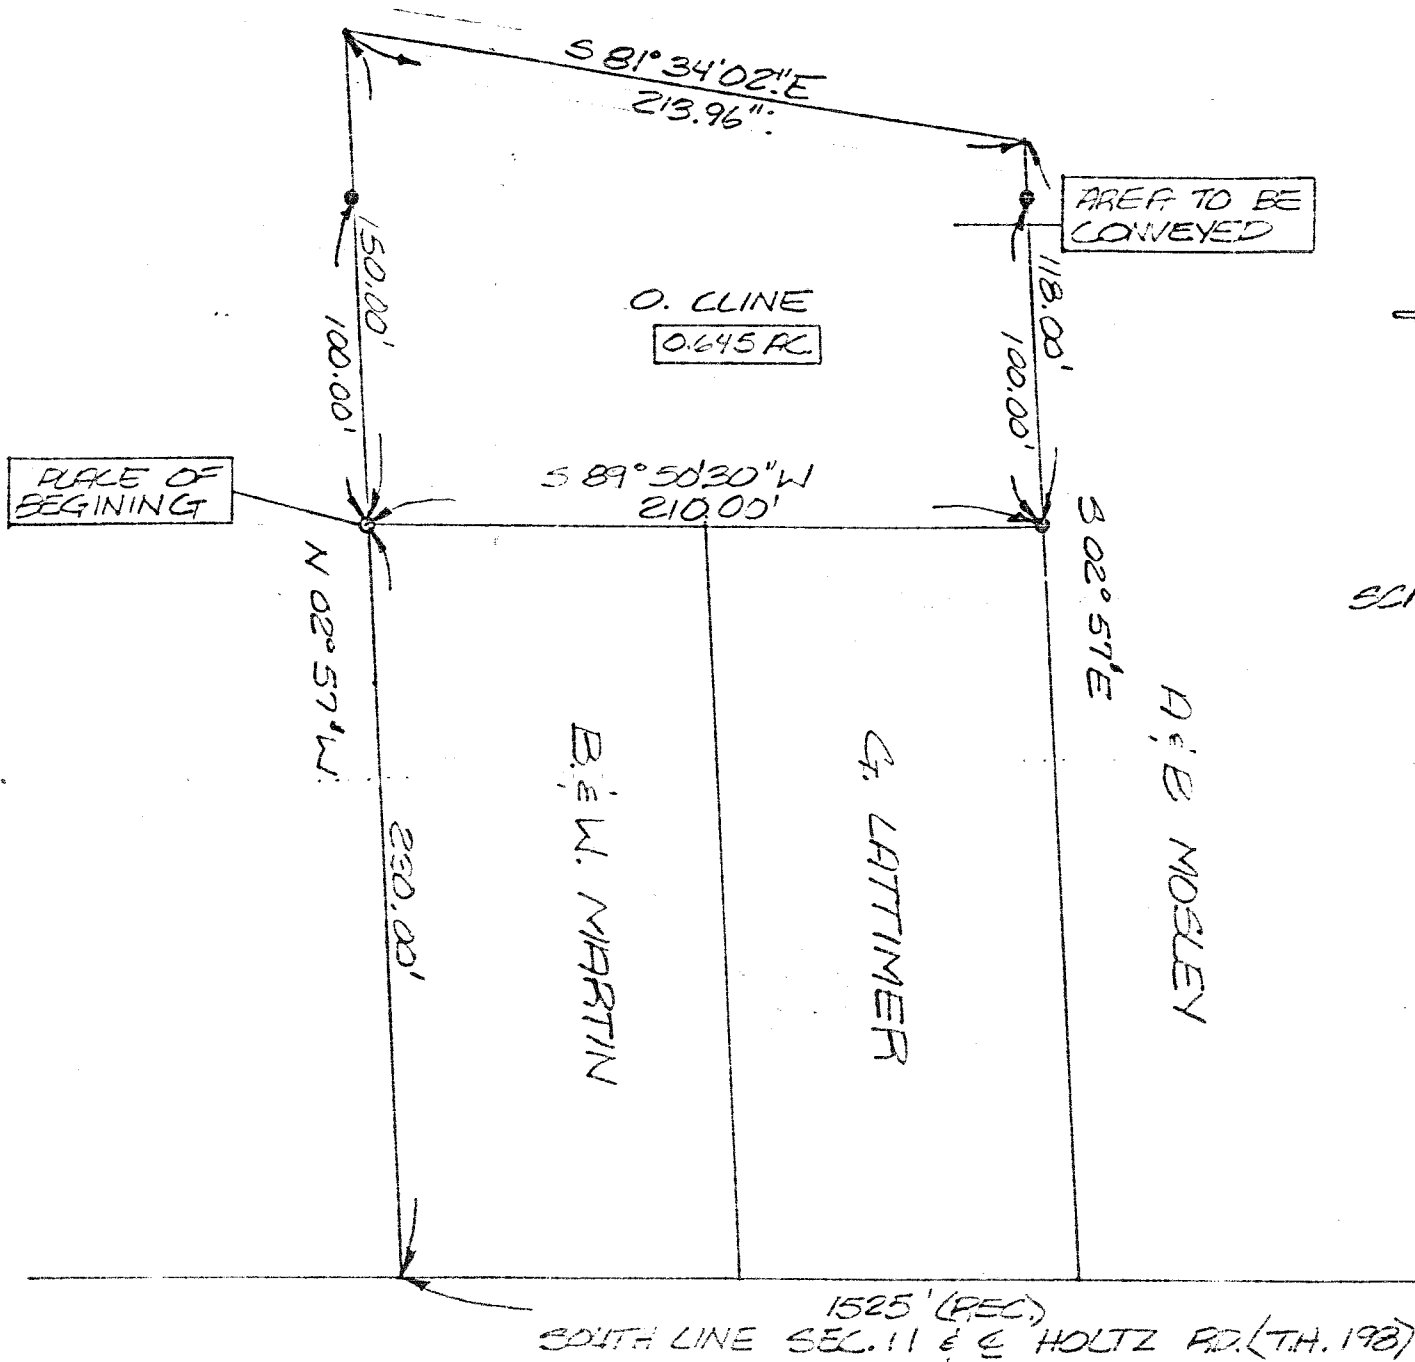 S 81° 34' 02" E
213.96":
AREA TO BE
CONVEYED
150.00'
100.00'
118.00'
100.00'
O. CLINE
0.645 AC.
PLACE OF
BEGINING
S 89° 50' 30" W
210.00'
N 02° 57' W
S 02° 57' E
B. & W. MARTIN
G. LATTIMER
A & B MOSLEY
1525' (REC.)
SOUTH LINE SEC. 11 & ℄ HOLTZ RD. (T.H. 198)